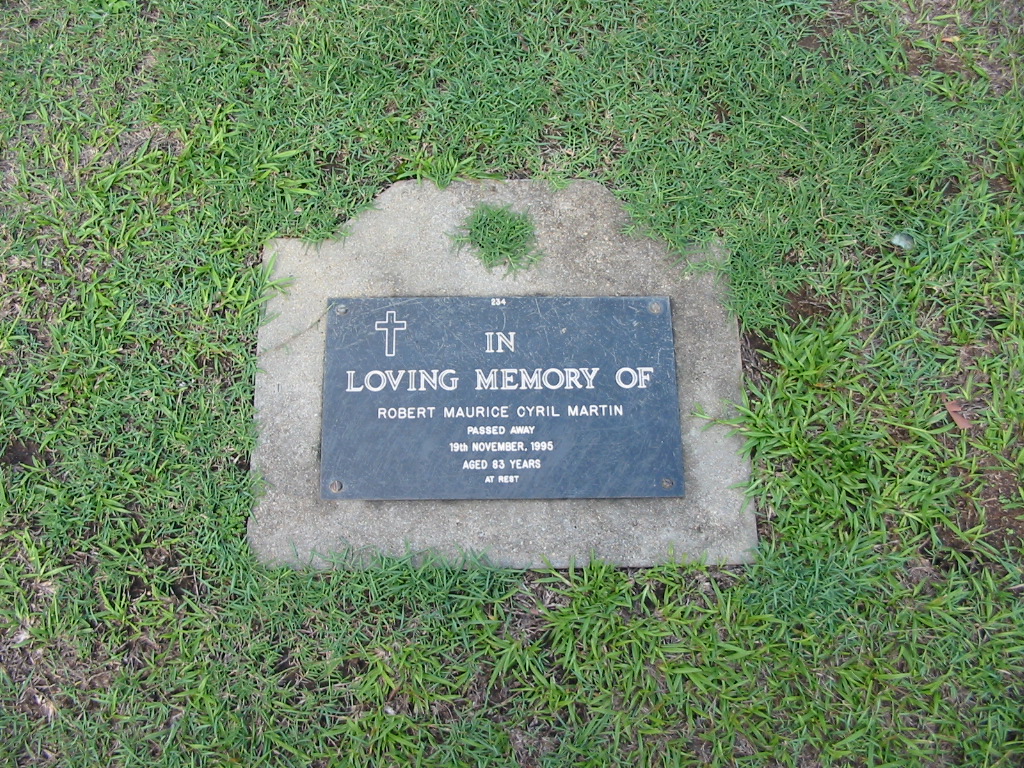 234
IN
LOVING MEMORY OF
ROBERT MAURICE CYRIL MARTIN
PASSED AWAY
19th NOVEMBER, 1995
AGED 83 YEARS
AT REST